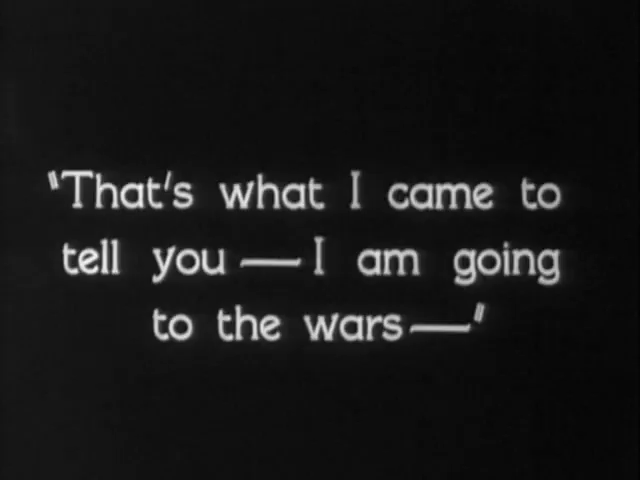 "That's what I came to
tell you — I am going
to the wars —"